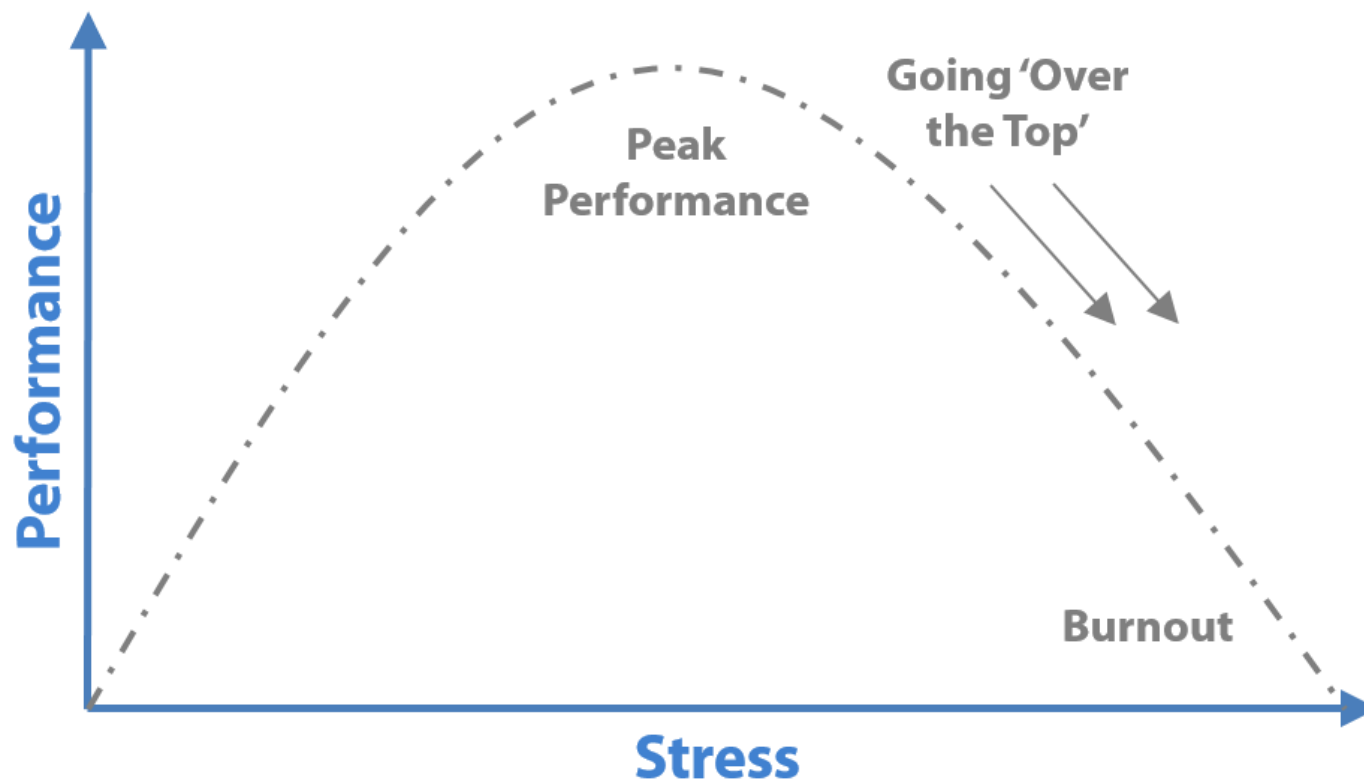 Going ‘Over
the Top’
Peak
Performance
Performance
Burnout
Stress